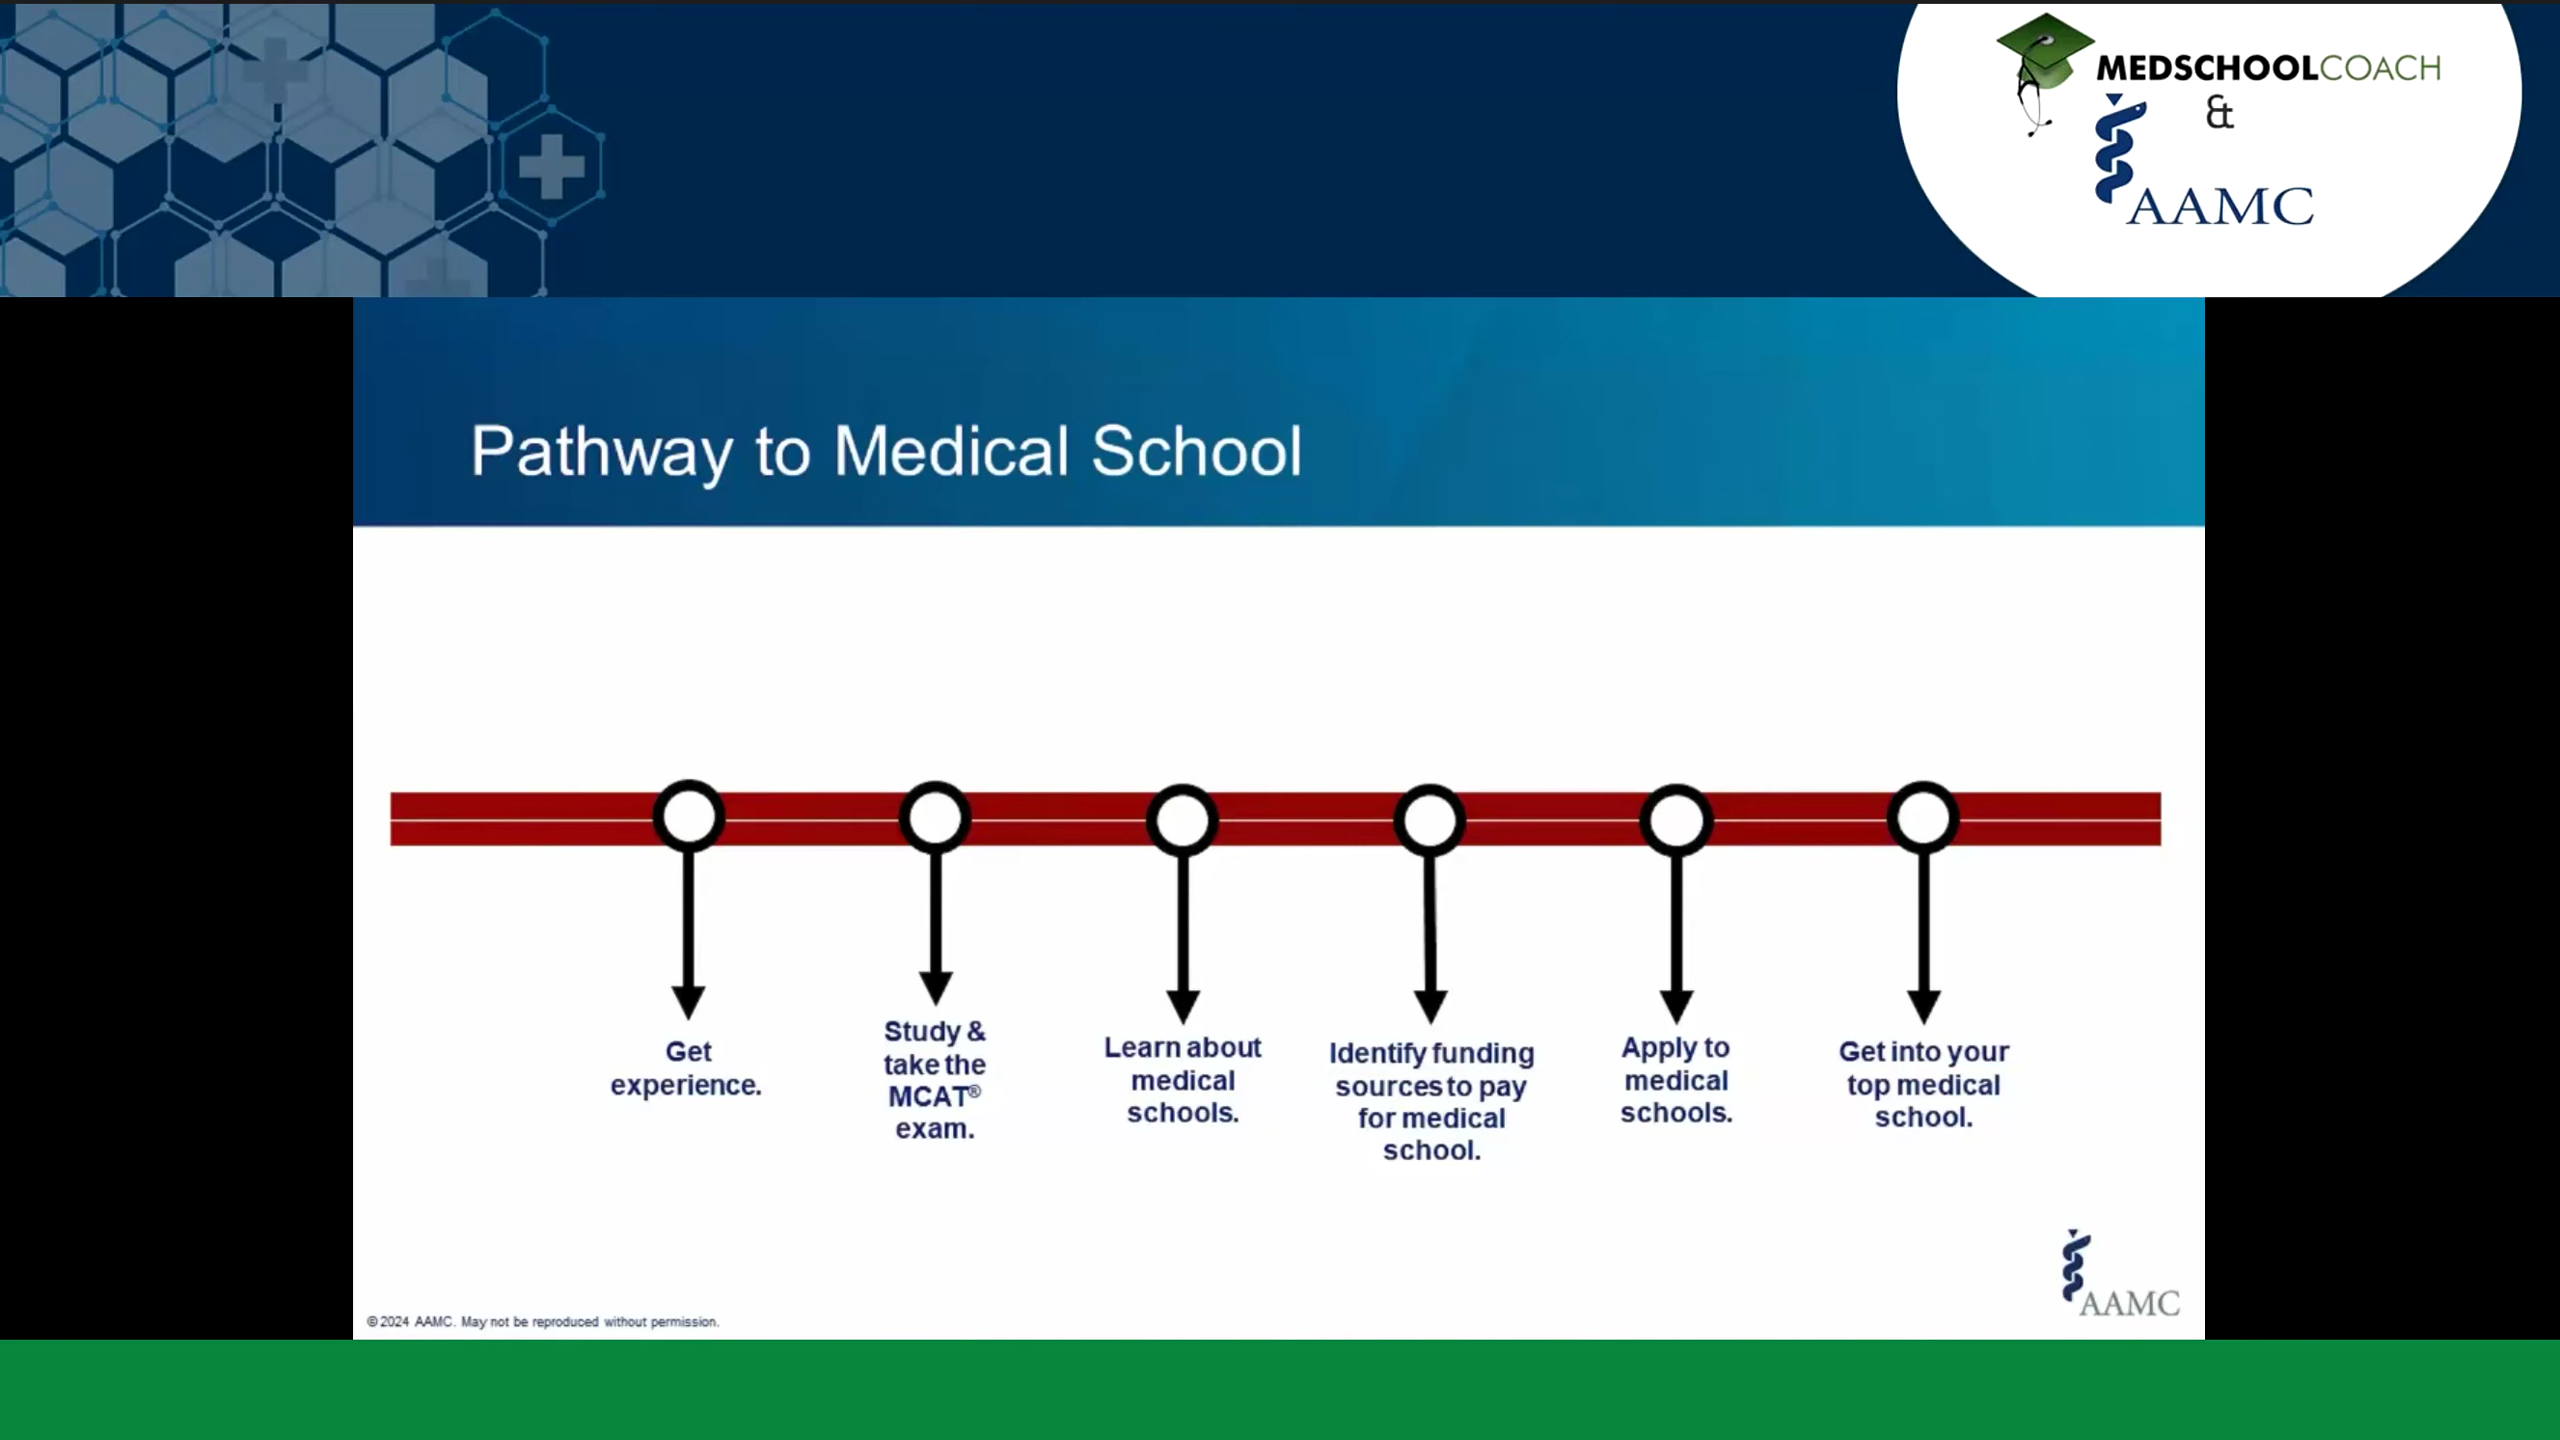 MEDSCHOOLCOACH
&
AAMC
Pathway to Medical School
Get
experience.
Study &
take the
MCAT®
exam.
Learn about
medical
schools.
Identify funding
sources to pay
for medical
school.
Apply to
medical
schools.
Get into your
top medical
school.
AAMC
© 2024 AAMC. May not be reproduced without permission.